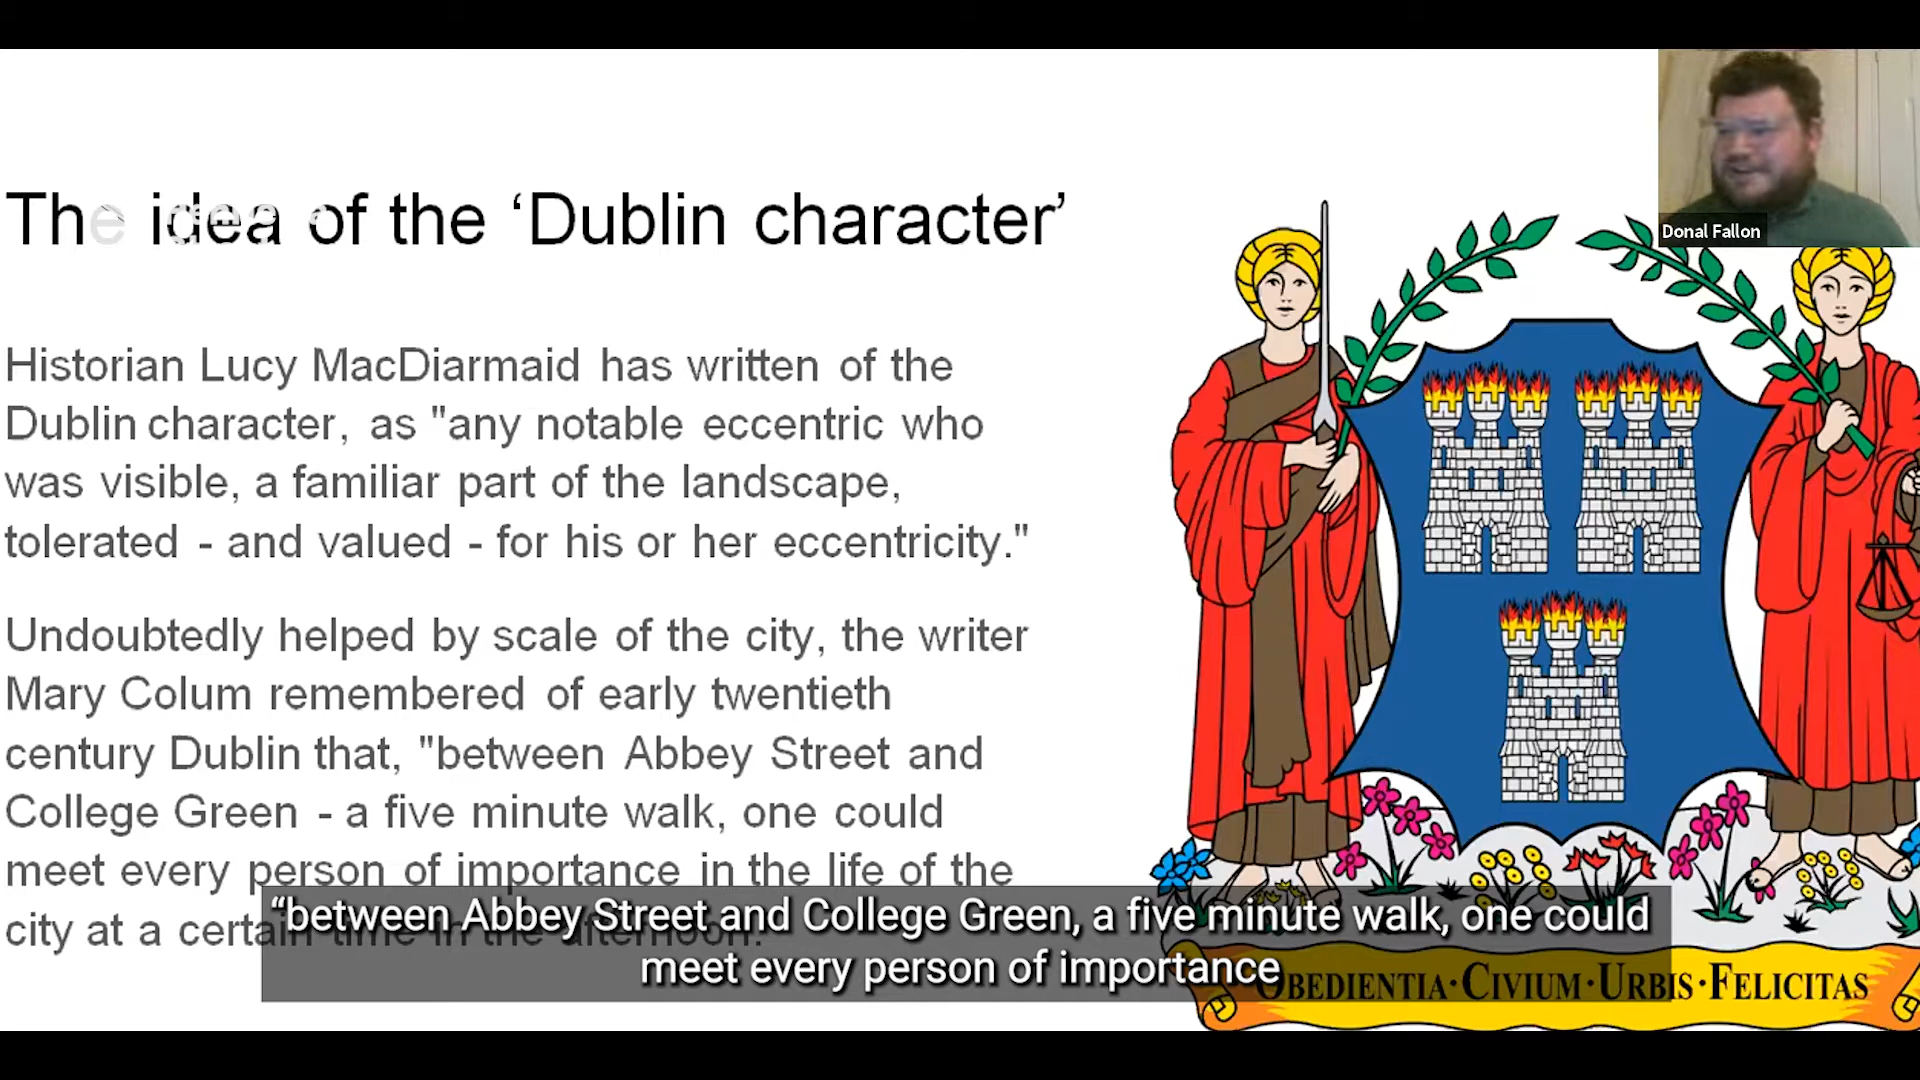 Donal Fallon
The idea of the ‘Dublin character’
Historian Lucy MacDiarmaid has written of the
Dublin character, as "any notable eccentric who
was visible, a familiar part of the landscape,
tolerated - and valued - for his or her eccentricity."
Undoubtedly helped by scale of the city, the writer
Mary Colum remembered of early twentieth
century Dublin that, "between Abbey Street and
College Green - a five minute walk, one could
meet every person of importance in the life of the
city at a certain time in the afternoon."
“between Abbey Street and College Green, a five minute walk, one could
meet every person of importance
OBEDIENTIA·CIVIUM·URBIS·FELICITAS